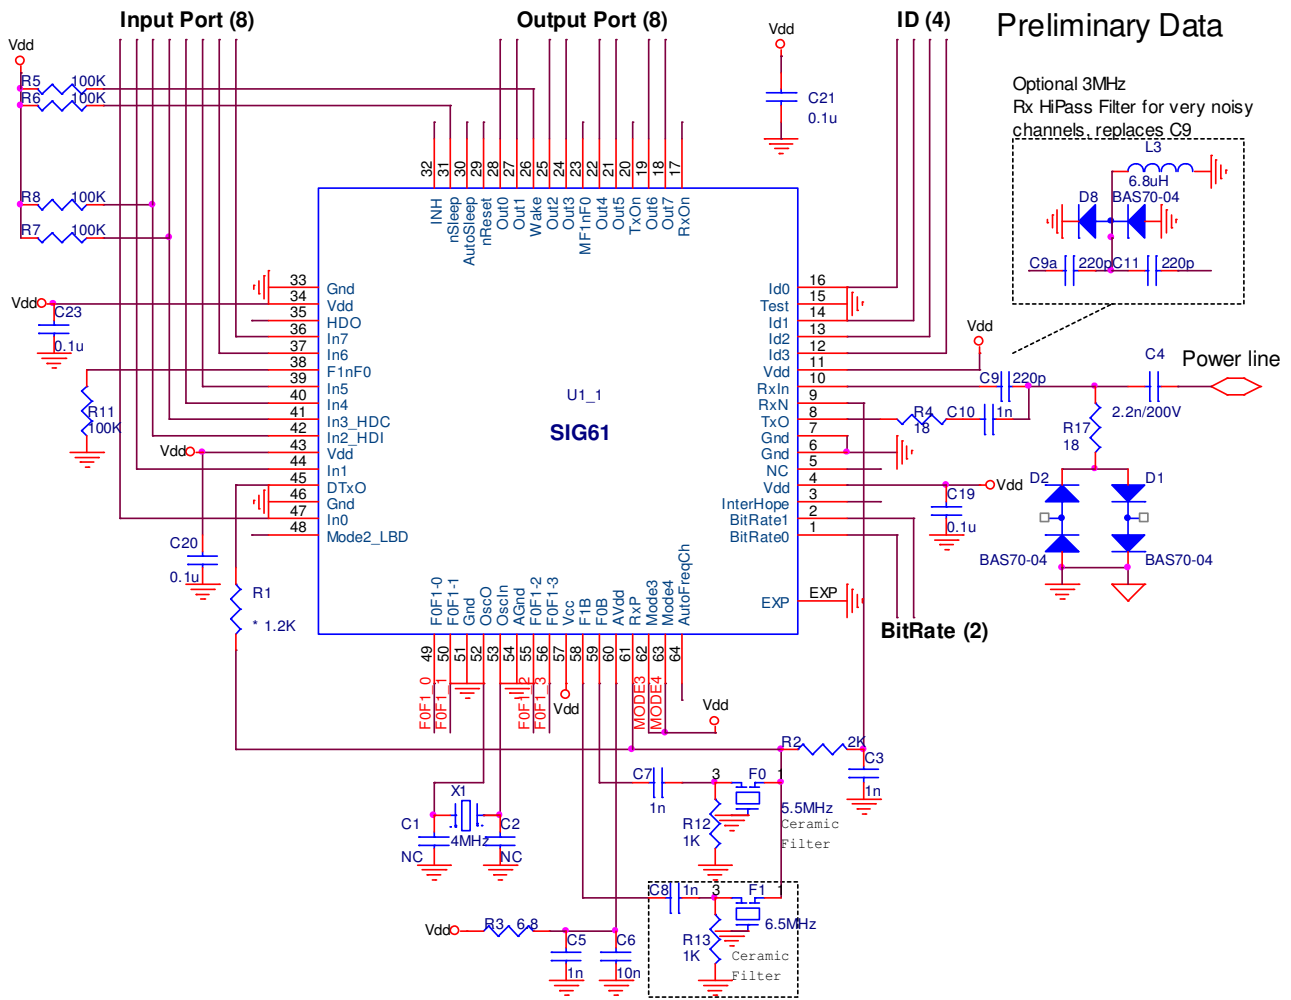 Input Port (8)
Output Port (8)
ID (4)
Preliminary Data
Vdd
R5 100K
R6 100K
R8 100K
R7 100K
Vdd
C21
0.1u
Optional 3MHz
Rx HiPass Filter for very noisy
channels, replaces C9
L3
6.8uH
D8 BAS70-04
C9a 220p C11 220p
32 31 30 29 28 27 26 25 24 23 22 21 20 19 18 17
INH nSleep AutoSleep nReset Out0 Out1 Wake Out2 Out3 MF1nF0 Out4 Out5 TxOn Out6 Out7 RxOn
33 Gnd
34 Vdd
35 HDO
36 In7
37 In6
38 F1nF0
39 In5
40 In4
41 In3_HDC
42 In2_HDI
43 Vdd
44 In1
45 DTxO
46 Gnd
47 In0
48 Mode2_LBD
U1_1
SIG61
Id0 16
Test 15
Id1 14
Id2 13
Id3 12
Vdd 11
RxIn 10
RxN 9
TxO 8
Gnd 7
Gnd 6
NC 5
Vdd 4
InterHope 3
BitRate1 2
BitRate0 1
EXP EXP
F0F1-0 F0F1-1 Gnd OscO OscIn AGnd F0F1-2 F0F1-3 Vcc F1B F0B AVdd RxP Mode3 Mode4 AutoFreqCh
49 50 51 52 53 54 55 56 57 58 59 60 61 62 63 64
F0F1_0 F0F1_1 F0F1_2 F0F1_3 MODE3 MODE4
Vdd
C23
0.1u
R11
100K
Vdd
C20
0.1u
R1
* 1.2K
Vdd
C9 220p
R4
18
C10 1n
C4
2.2n/200V
Power line
R17
18
D2
D1
BAS70-04
BAS70-04
Vdd
C19
0.1u
BitRate (2)
Vdd
Vdd
R2 2K
C3
1n
C7
1n
3 F0 1
5.5MHz
Ceramic
Filter
R12
1K
X1
4MHz
C1
NC
C2
NC
C8 1n
3 F1 1
6.5MHz
R13
1K
Ceramic
Filter
Vdd
R3 6.8
C5
1n
C6
10n